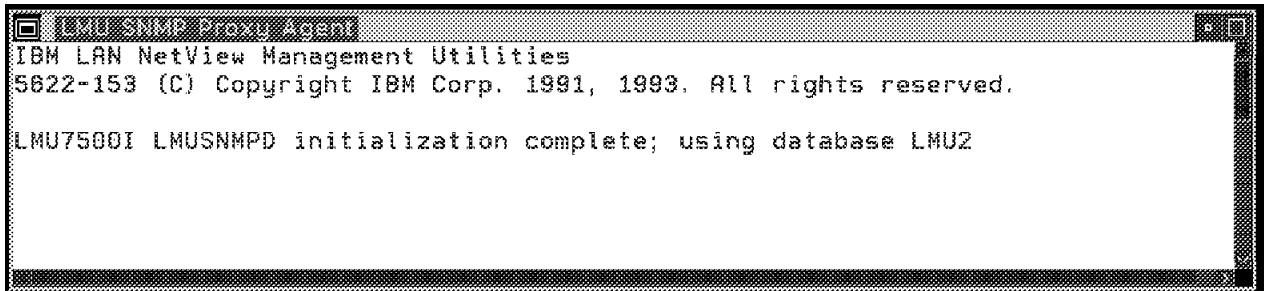 LMU SNMP Proxy Agent
IBM LAN NetView Management Utilities
5622-153 (C) Copyright IBM Corp. 1991, 1993. All rights reserved.
LMU7500I LMUSNMPD initialization complete; using database LMU2